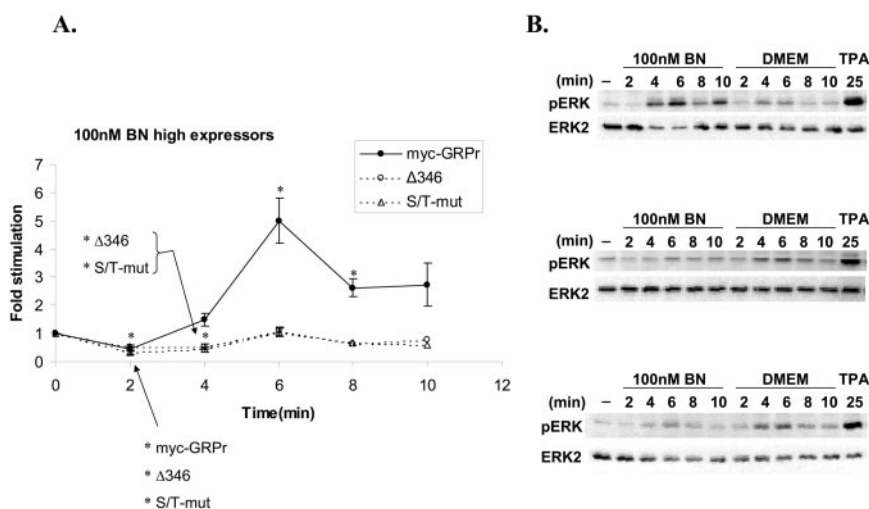 A.
100nM BN high expressors
myc-GRPr
Δ346
S/T-mut
Fold stimulation
7
6
5
4
3
2
1
0
* Δ346
* S/T-mut
*
*
*
*
0 2 4 6 8 10 12
Time(min)
* myc-GRPr
* Δ346
* S/T-mut
B.
100nM BN DMEM TPA
(min) – 2 4 6 8 10 2 4 6 8 10 25
pERK
ERK2
100nM BN DMEM TPA
(min) – 2 4 6 8 10 2 4 6 8 10 25
pERK
ERK2
100nM BN DMEM TPA
(min) – 2 4 6 8 10 2 4 6 8 10 25
pERK
ERK2